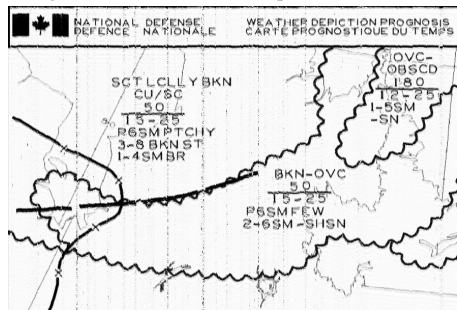 NATIONAL DEFENSE
DEFENCE NATIONALE
WEATHER DEPICTION PROGNOSIS
CARTE PROGNOSTIQUE DU TEMPS
SCT LCLLY BKN
CU/SC
50
15-25
P6SM PTCHY
3-8 BKN ST
1-4SM BR
OVC-
OBSCD
180
12-25
1-5SM
-SN
BKN-OVC
50
15-25
P6SM FEW
2-6SM -SHSN